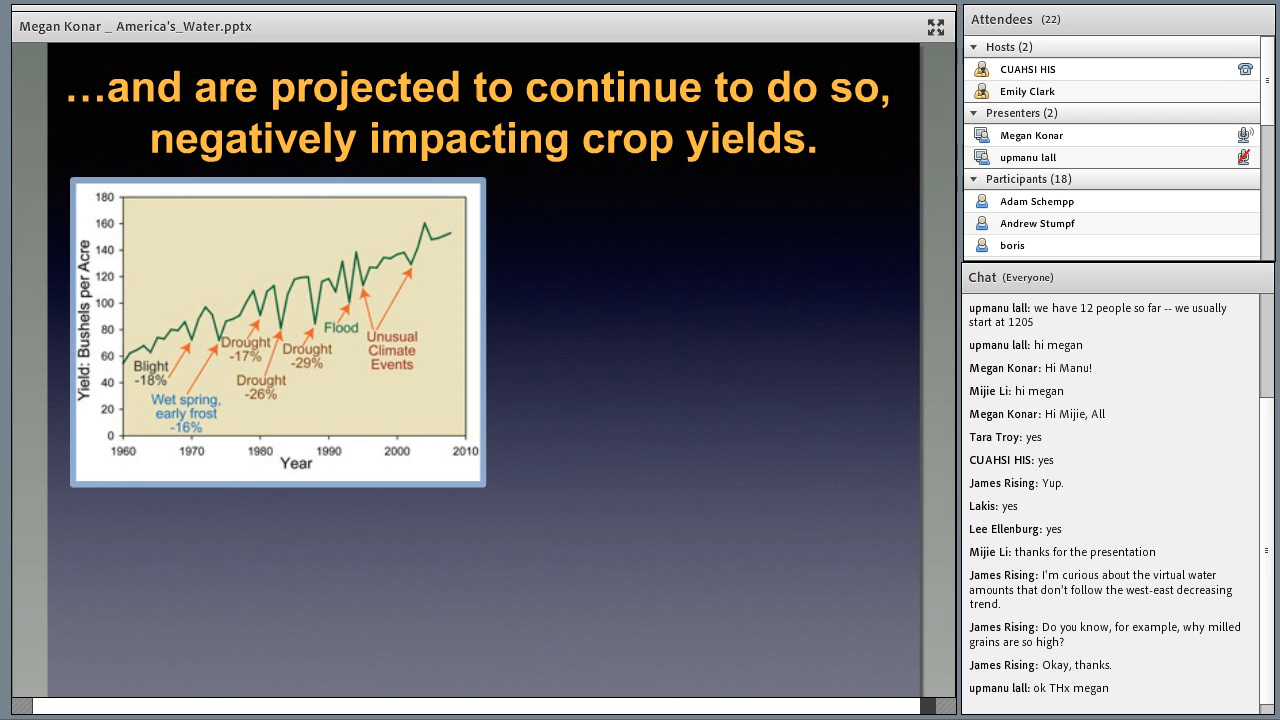 Megan Konar _ America's_Water.pptx
…and are projected to continue to do so,
negatively impacting crop yields.
Yield: Bushels per Acre
180
160
140
120
100
80
60
40
20
0
Blight
-18%
Wet spring,
early frost
-16%
Drought
-17%
Drought
-26%
Drought
-29%
Flood
Unusual
Climate
Events
1960
1970
1980
1990
2000
2010
Year
Attendees (22)
Hosts (2)
CUAHSI HIS
Emily Clark
Presenters (2)
Megan Konar
upmanu lall
Participants (18)
Adam Schempp
Andrew Stumpf
boris
Chat (Everyone)
upmanu lall: we have 12 people so far -- we usually
start at 1205
upmanu lall: hi megan
Megan Konar: Hi Manu!
Mijie Li: hi megan
Megan Konar: Hi Mijie, All
Tara Troy: yes
CUAHSI HIS: yes
James Rising: Yup.
Lakis: yes
Lee Ellenburg: yes
Mijie Li: thanks for the presentation
James Rising: I'm curious about the virtual water
amounts that don't follow the west-east decreasing
trend.
James Rising: Do you know, for example, why milled
grains are so high?
James Rising: Okay, thanks.
upmanu lall: ok THx megan